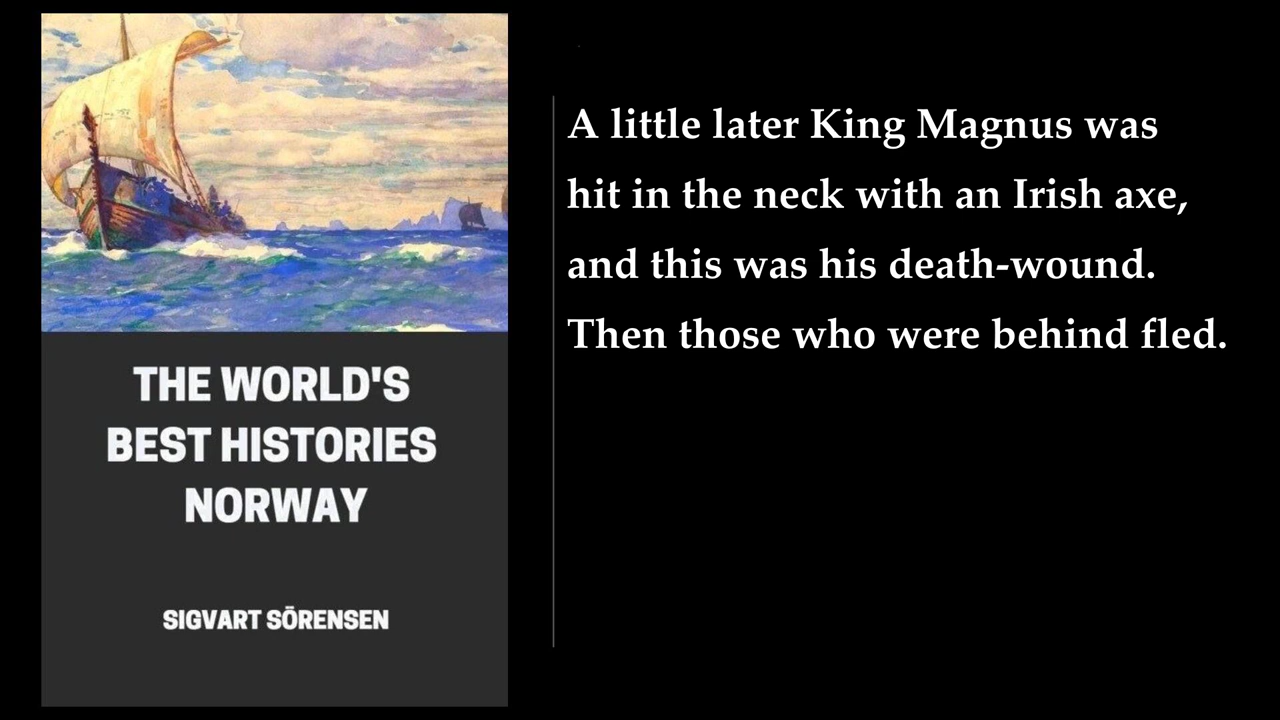 THE WORLD'S
BEST HISTORIES
NORWAY
SIGVART SÖRENSEN
A little later King Magnus was
hit in the neck with an Irish axe,
and this was his death-wound.
Then those who were behind fled.